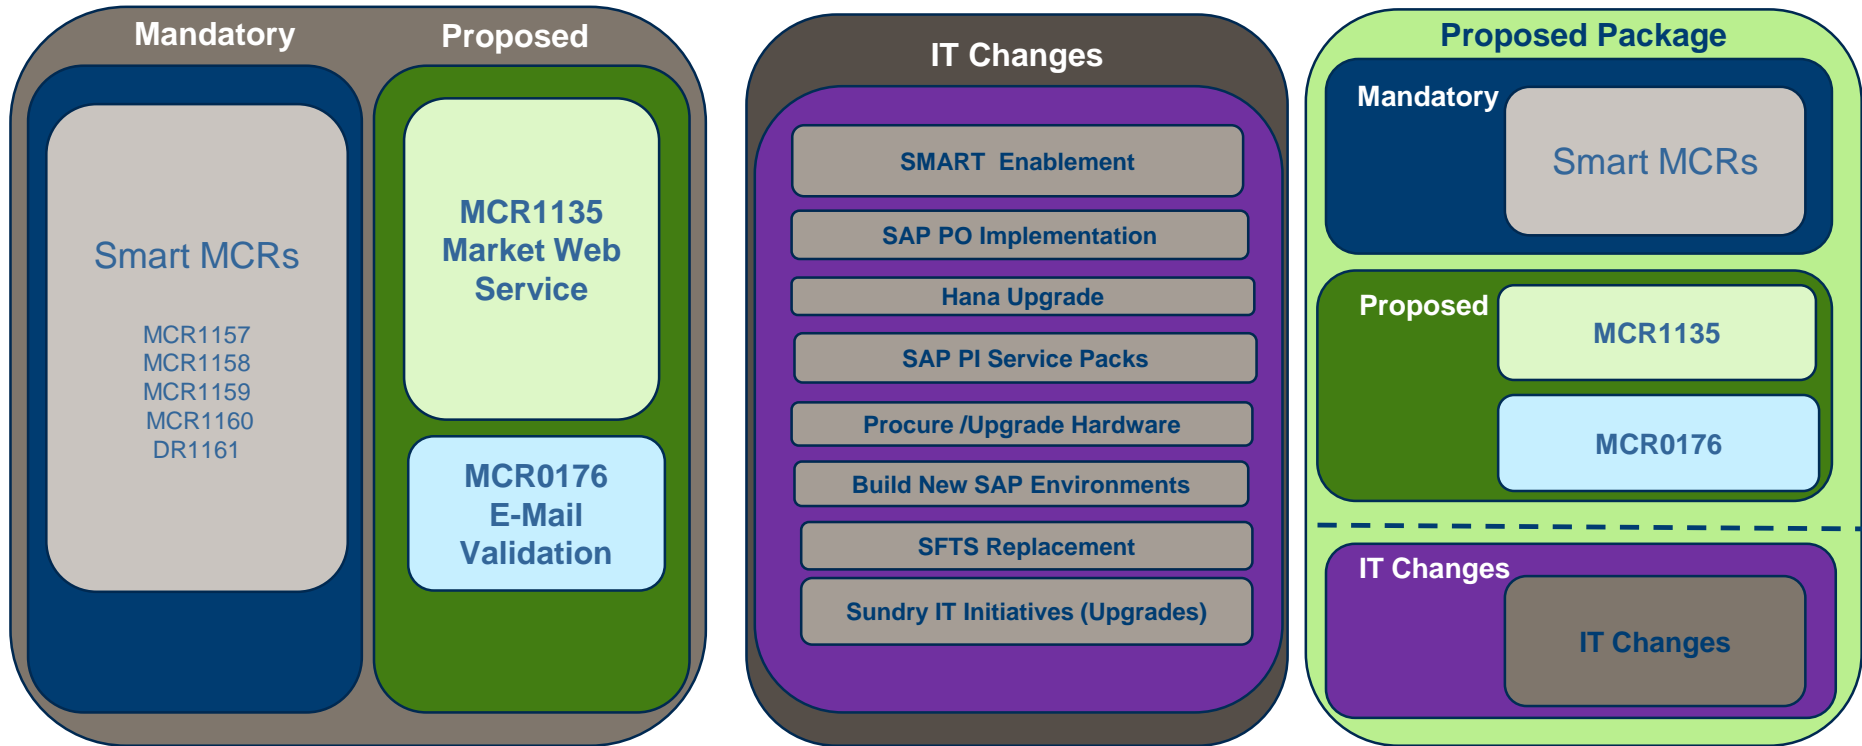 Mandatory
Proposed
Smart MCRs
MCR1157
MCR1158
MCR1159
MCR1160
DR1161
MCR1135
Market Web
Service
MCR0176
E-Mail
Validation
IT Changes
SMART  Enablement
SAP PO Implementation
Hana Upgrade
SAP PI Service Packs
Procure /Upgrade Hardware
Build New SAP Environments
SFTS Replacement
Sundry IT Initiatives (Upgrades)
Proposed Package
Mandatory
Smart MCRs
Proposed
MCR1135
MCR0176
IT Changes
IT Changes